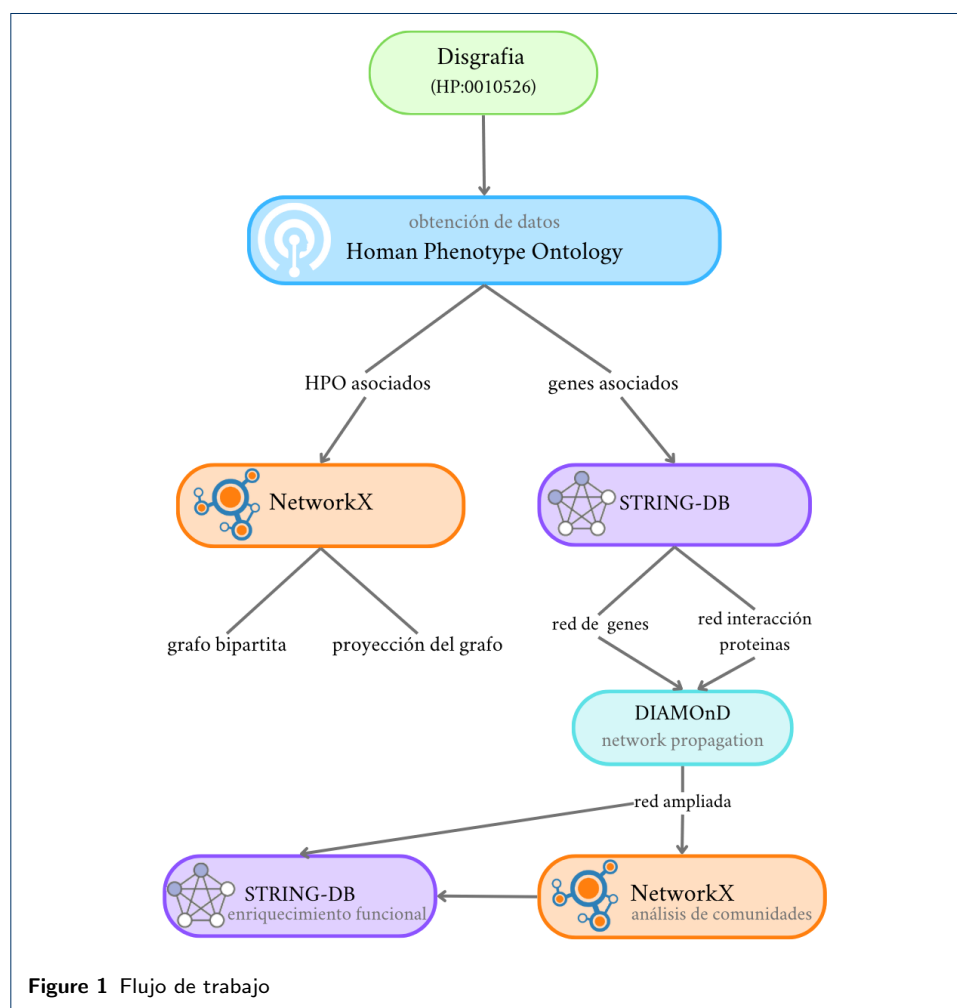 Disgrafia
(HP:0010526)
obtención de datos
Homan Phenotype Ontology
HPO asociados
genes asociados
NetworkX
STRING-DB
grafo bipartita
proyección del grafo
red de genes
red interacción
proteinas
DIAMOnD
network propagation
red ampliada
STRING-DB
enriquecimiento funcional
NetworkX
análisis de comunidades
Figure 1 Flujo de trabajo